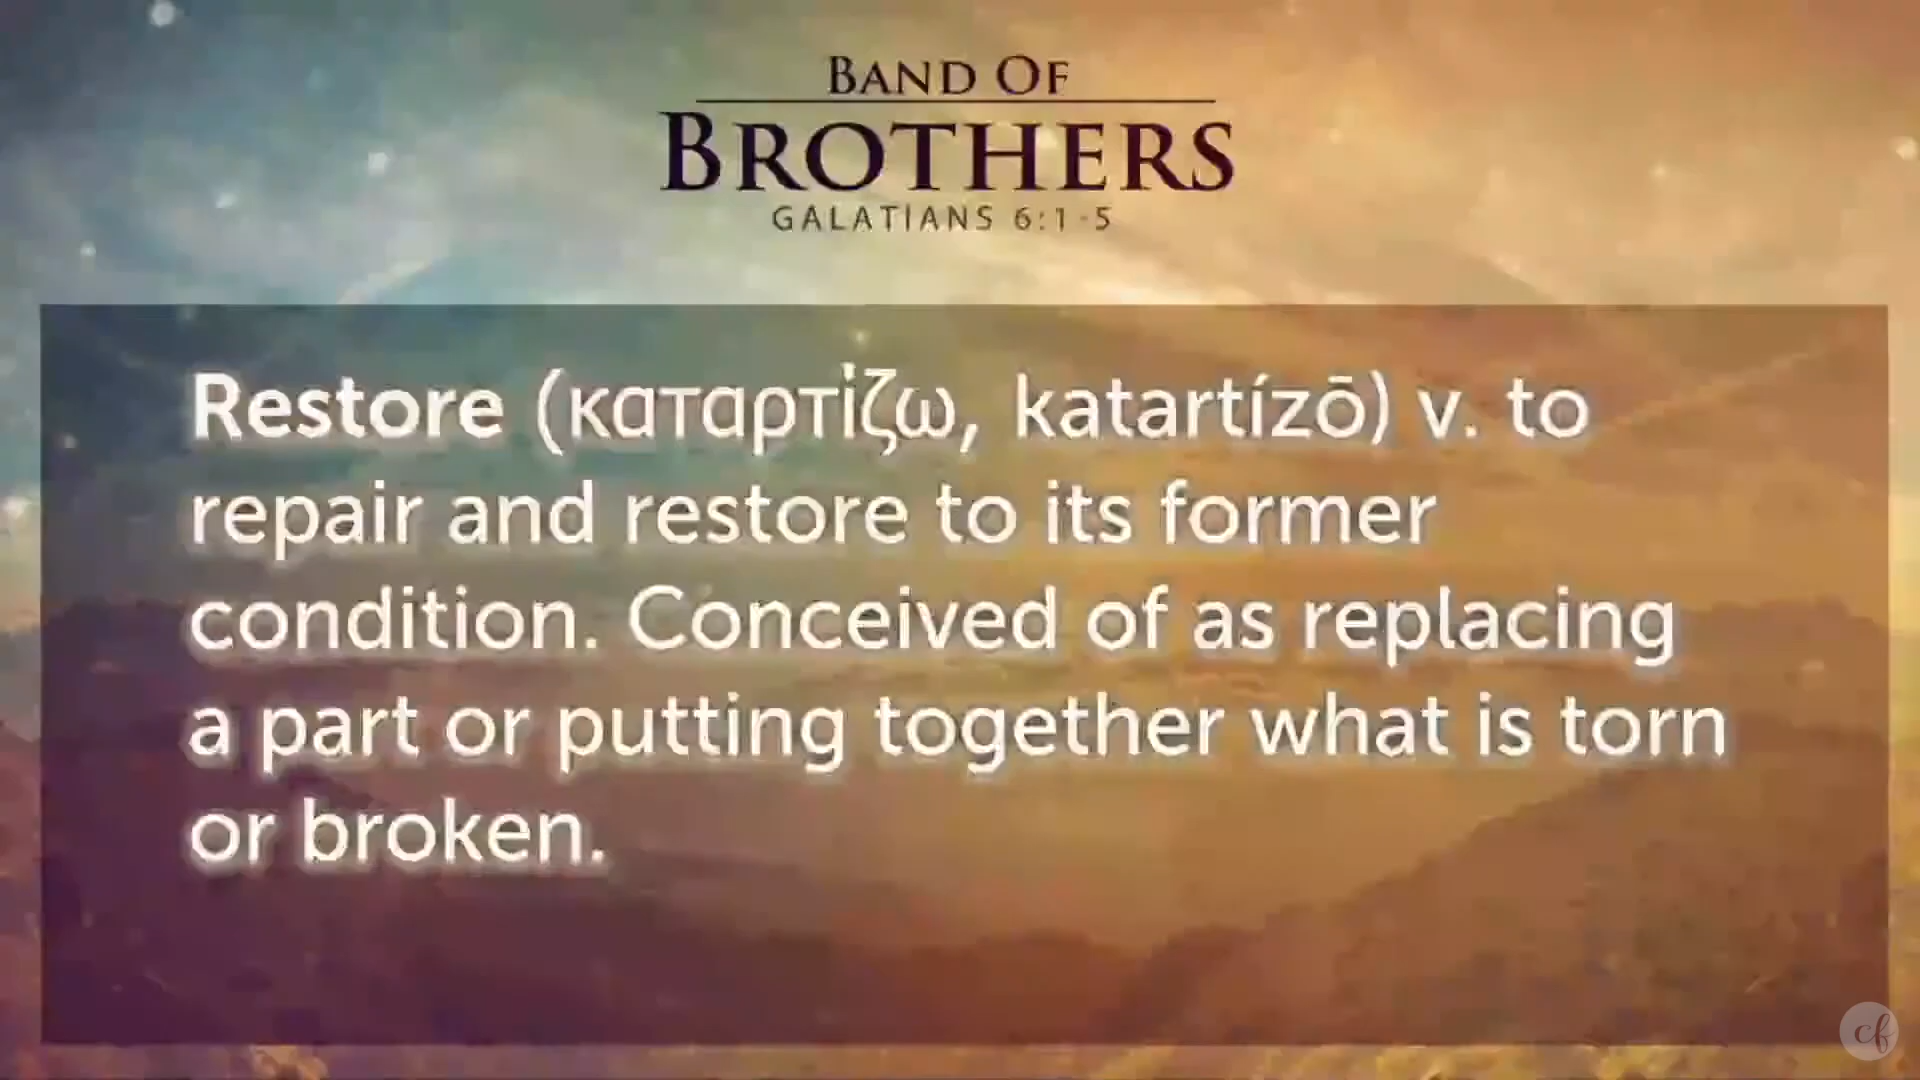 BAND OF
BROTHERS
GALATIANS 6:1-5
Restore (καταρτίζω, katartízō) v. to
repair and restore to its former
condition. Conceived of as replacing
a part or putting together what is torn
or broken.
cf